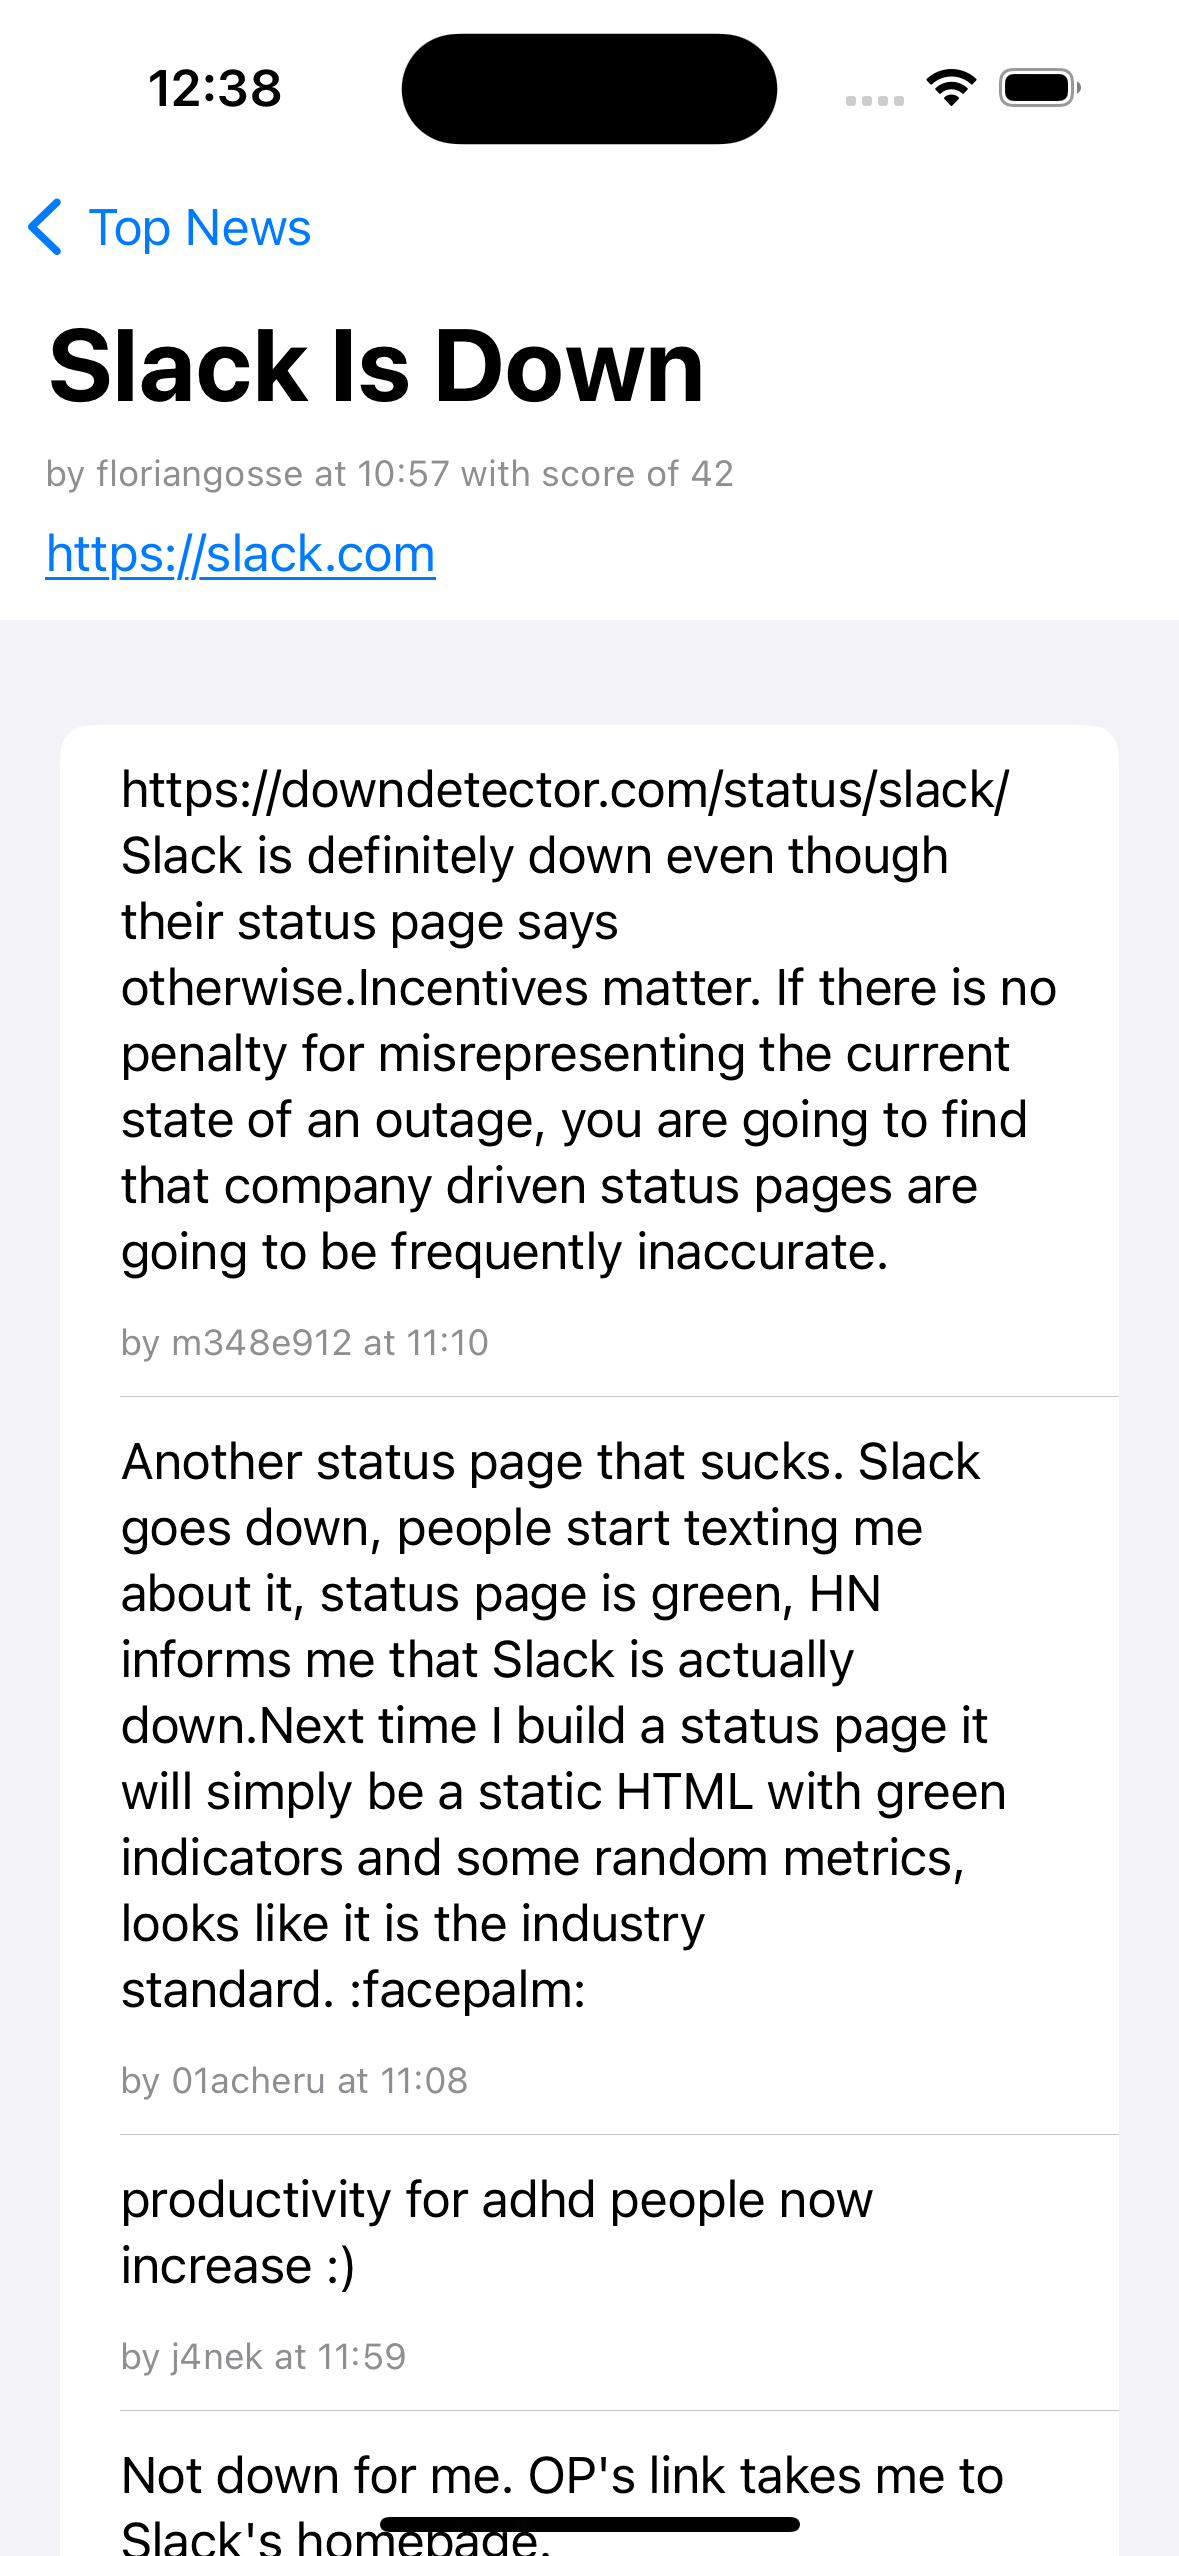 12:38
Top News
Slack Is Down
by floriangosse at 10:57 with score of 42
https://slack.com
https://downdetector.com/status/slack/
Slack is definitely down even though
their status page says
otherwise.Incentives matter. If there is no
penalty for misrepresenting the current
state of an outage, you are going to find
that company driven status pages are
going to be frequently inaccurate.
by m348e912 at 11:10
Another status page that sucks. Slack
goes down, people start texting me
about it, status page is green, HN
informs me that Slack is actually
down.Next time I build a status page it
will simply be a static HTML with green
indicators and some random metrics,
looks like it is the industry
standard. :facepalm:
by 01acheru at 11:08
productivity for adhd people now
increase :)
by j4nek at 11:59
Not down for me. OP's link takes me to
Slack's homepage.